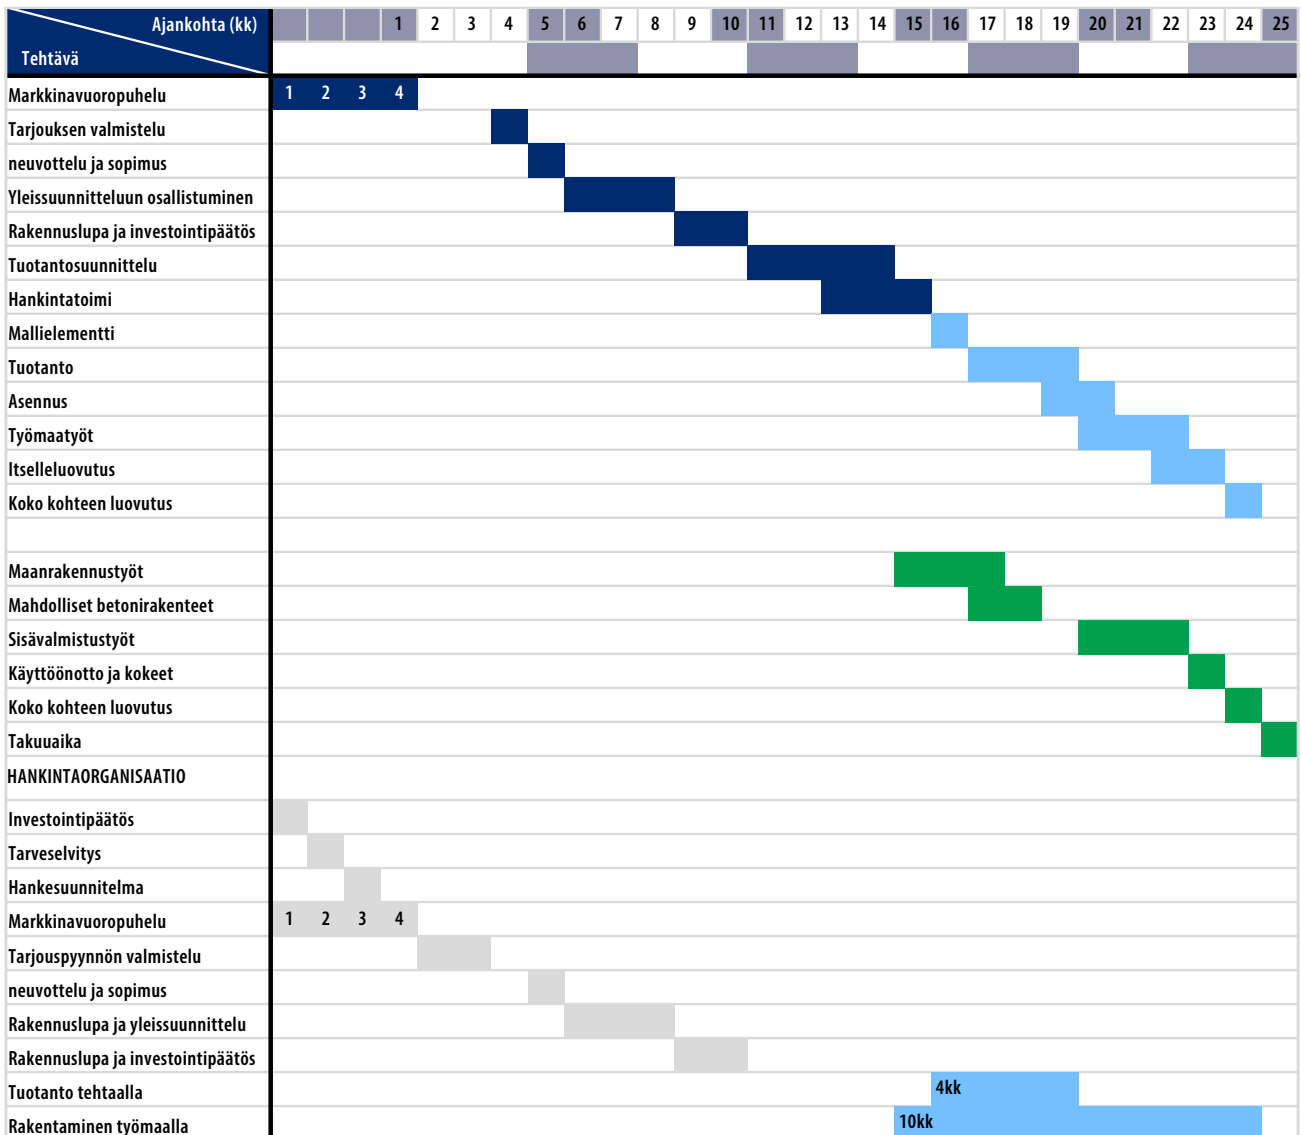 Ajankohta (kk) 1 2 3 4 5 6 7 8 9 10 11 12 13 14 15 16 17 18 19 20 21 22 23 24 25
Tehtävä
Markkinavuoropuhelu 1 2 3 4
Tarjouksen valmistelu
neuvottelu ja sopimus
Yleissuunnitteluun osallistuminen
Rakennuslupa ja investointipäätös
Tuotantosuunnittelu
Hankintatoimi
Mallielementti
Tuotanto
Asennus
Työmaatyöt
Itselleluovutus
Koko kohteen luovutus
Maanrakennustyöt
Mahdolliset betonirakenteet
Sisävalmistustyöt
Käyttöönotto ja kokeet
Koko kohteen luovutus
Takuuaika
HANKINTAORGANISAATIO
Investointipäätös
Tarveselvitys
Hankesuunnitelma
Markkinavuoropuhelu 1 2 3 4
Tarjouspyynnön valmistelu
neuvottelu ja sopimus
Rakennuslupa ja yleissuunnittelu
Rakennuslupa ja investointipäätös
Tuotanto tehtaalla 4kk
Rakentaminen työmaalla 10kk